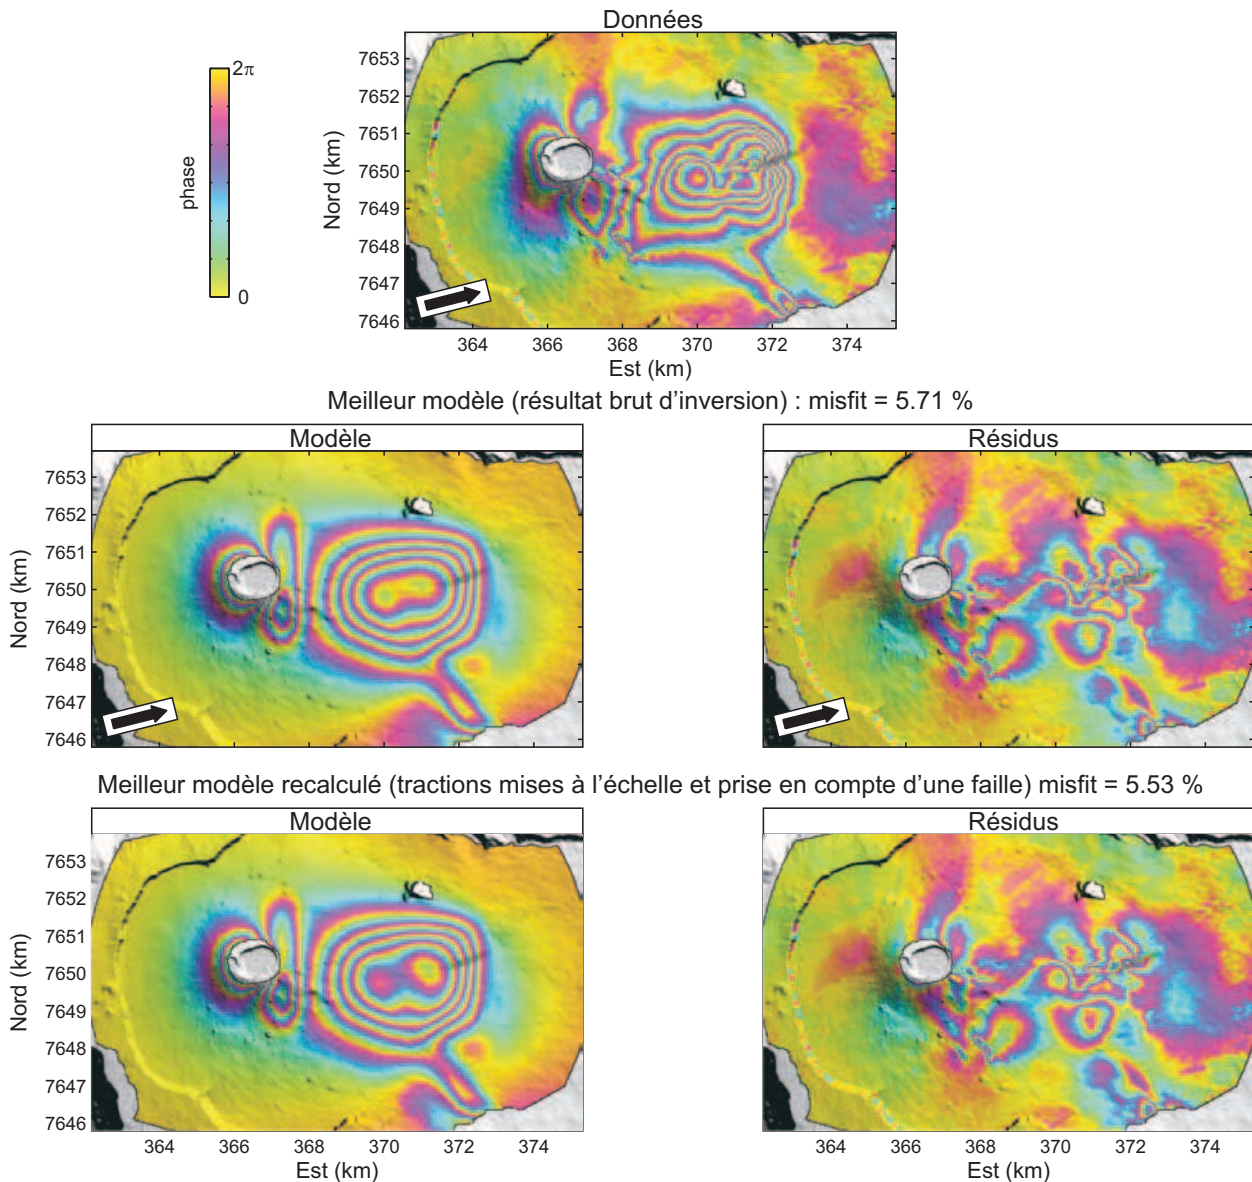 Données
2π
phase
0
Nord (km)
7653
7652
7651
7650
7649
7648
7647
7646
364 366 368 370 372 374
Est (km)
Meilleur modèle (résultat brut d'inversion) : misfit = 5.71 %
Modèle Résidus
Nord (km)
7653
7652
7651
7650
7649
7648
7647
7646
Meilleur modèle recalculé (tractions mises à l'échelle et prise en compte d'une faille) misfit = 5.53 %
Modèle Résidus
Nord (km)
7653
7652
7651
7650
7649
7648
7647
7646
364 366 368 370 372 374 364 366 368 370 372 374
Est (km) Est (km)